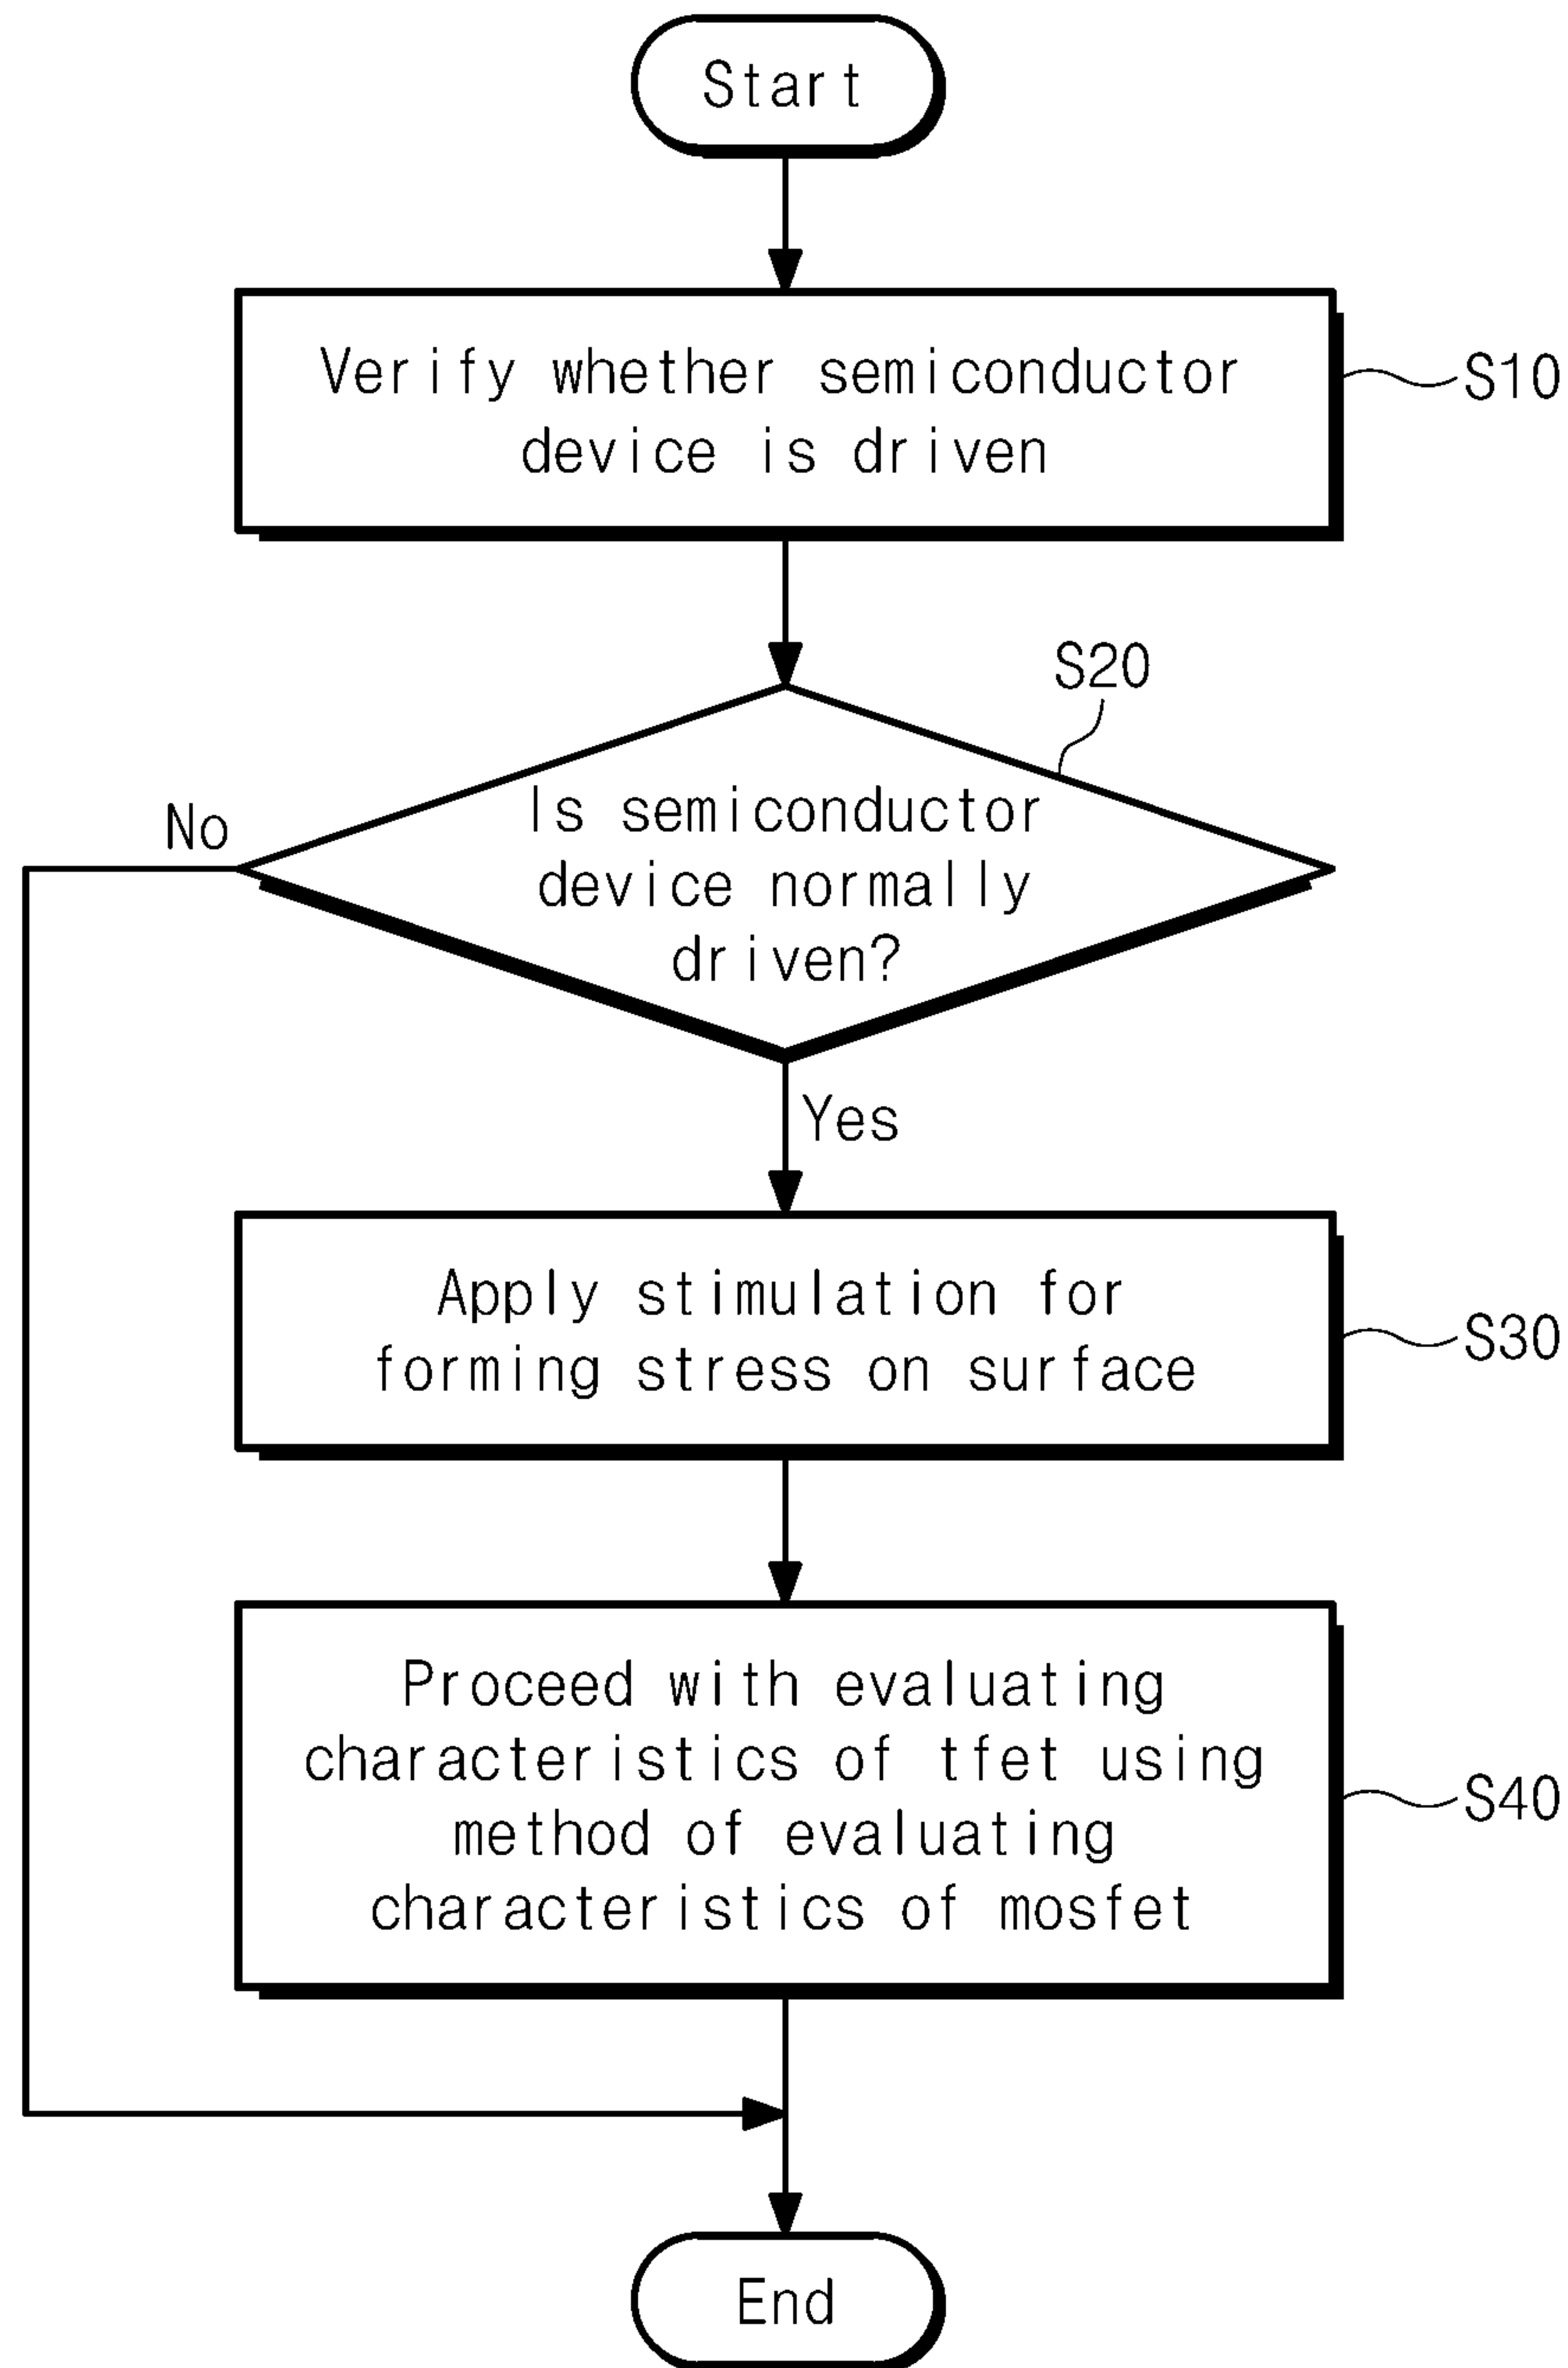 Start
Verify whether semiconductor
device is driven
S10
S20
Is semiconductor
device normally
driven?
No
Yes
Apply stimulation for
forming stress on surface
S30
Proceed with evaluating
characteristics of tfet using
method of evaluating
characteristics of mosfet
S40
End